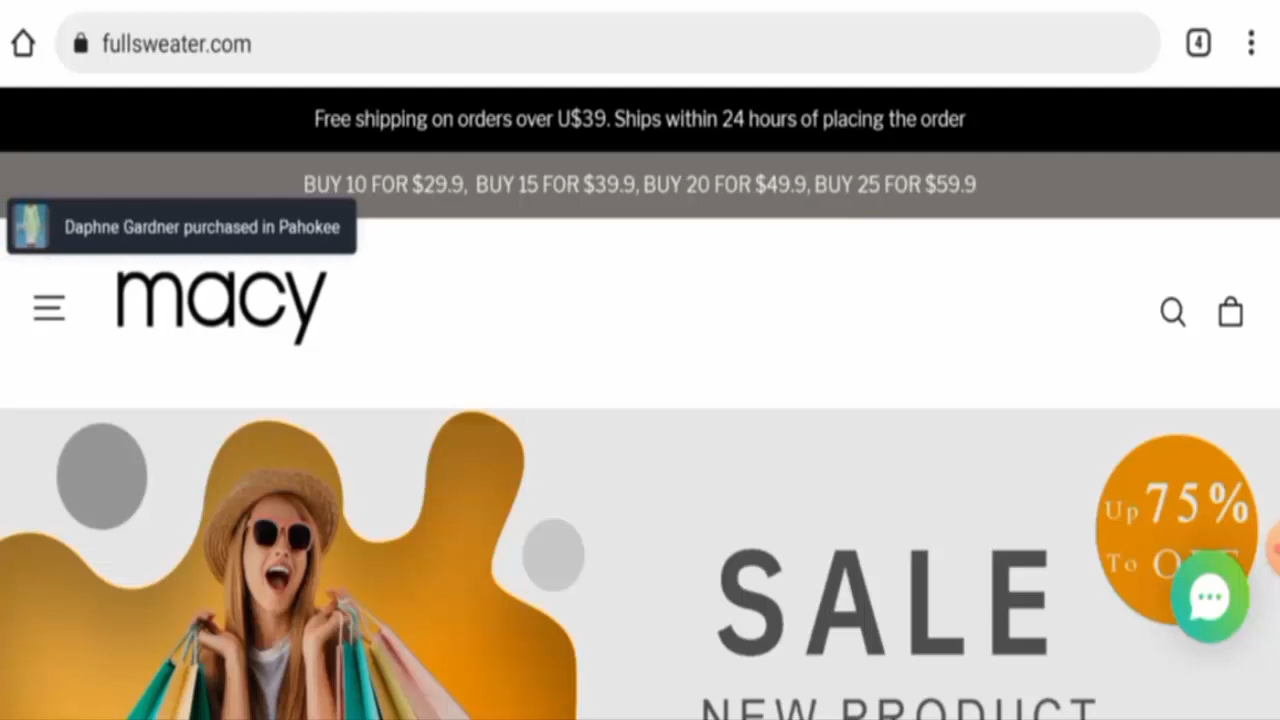 fullsweater.com
4
Free shipping on orders over U$39. Ships within 24 hours of placing the order
BUY 10 FOR $29.9, BUY 15 FOR $39.9, BUY 20 FOR $49.9, BUY 25 FOR $59.9
Daphne Gardner purchased in Pahokee
macy
Up 75%
To
SALE
NEW PRODUCT